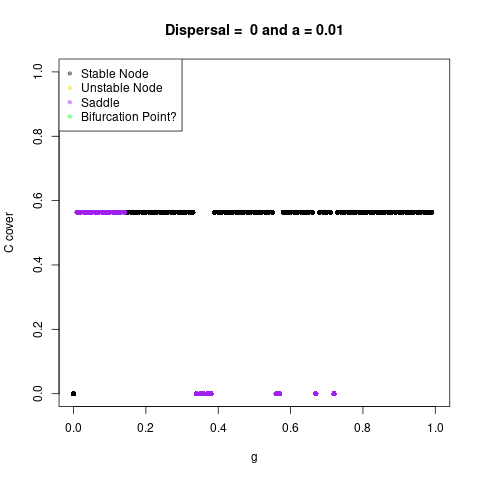 Dispersal =  0 and a = 0.01
Stable Node
Unstable Node
Saddle
Bifurcation Point?
C cover
1.0
0.8
0.6
0.4
0.2
0.0
0.0 0.2 0.4 0.6 0.8 1.0
g